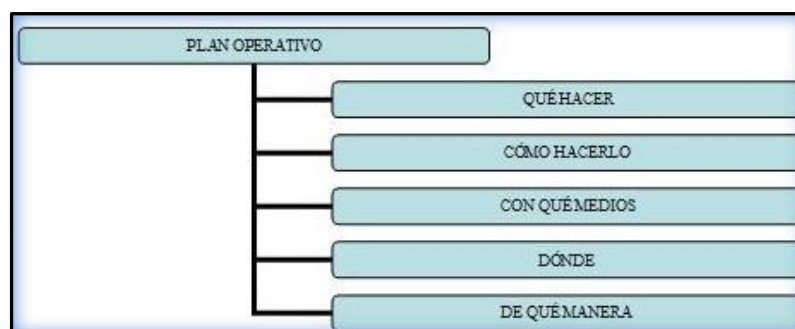 PLAN OPERATIVO
QUÉ HACER
CÓMO HACERLO
CON QUÉ MEDIOS
DÓNDE
DE QUÉ MANERA